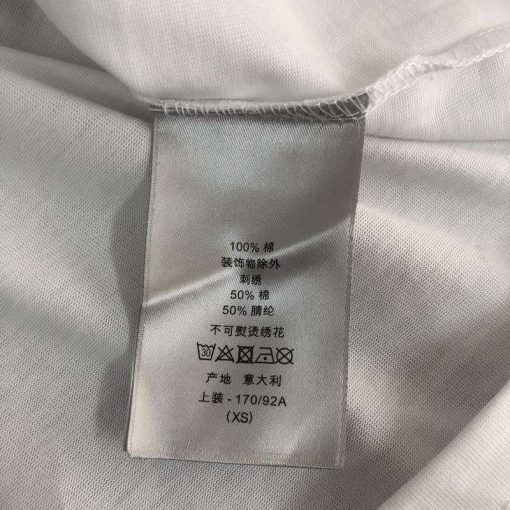 100% 棉
装饰物除外
刺绣
50% 棉
50% 腈纶
不可熨烫绣花
30
产地 意大利
上装 - 170/92A
(XS)